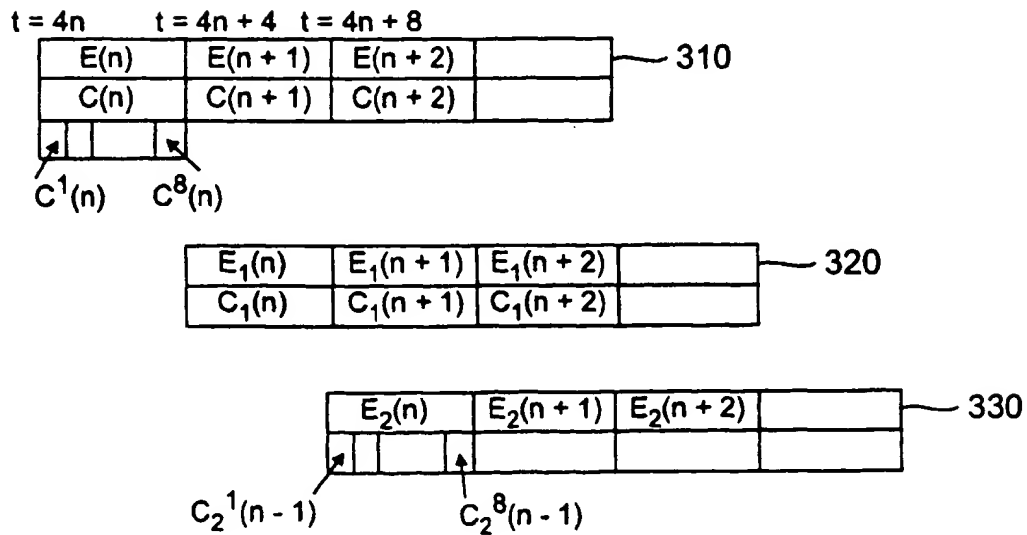 t = 4n t = 4n + 4 t = 4n + 8
E(n) E(n + 1) E(n + 2) 310
C(n) C(n + 1) C(n + 2)
C¹(n) C⁸(n)
E₁(n) E₁(n + 1) E₁(n + 2) 320
C₁(n) C₁(n + 1) C₁(n + 2)
E₂(n) E₂(n + 1) E₂(n + 2) 330
C₂¹(n - 1) C₂⁸(n - 1)